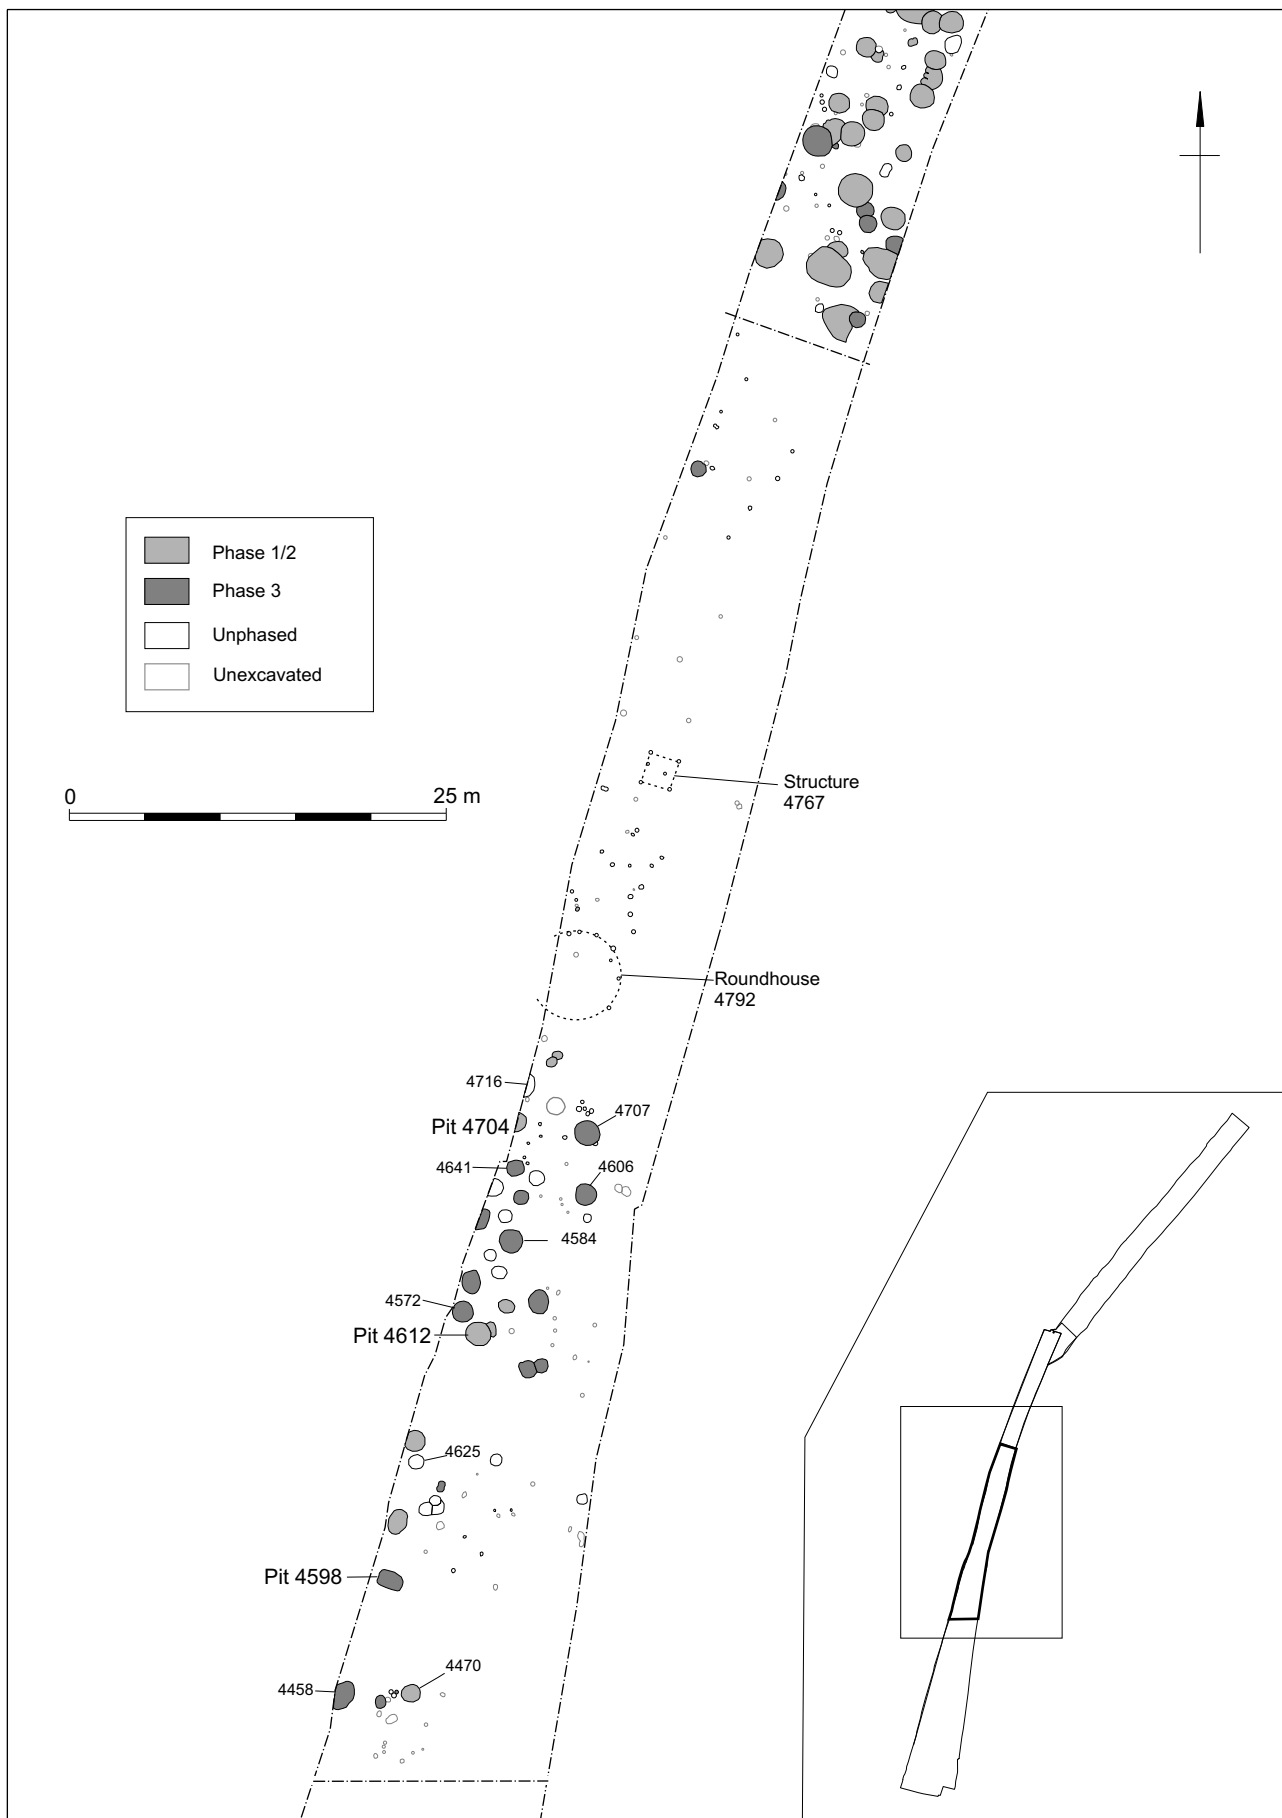 Phase 1/2
Phase 3
Unphased
Unexcavated
0
25 m
Structure
4767
Roundhouse
4792
4716
4707
Pit 4704
4641
4606
4584
4572
Pit 4612
4625
Pit 4598
4470
4458